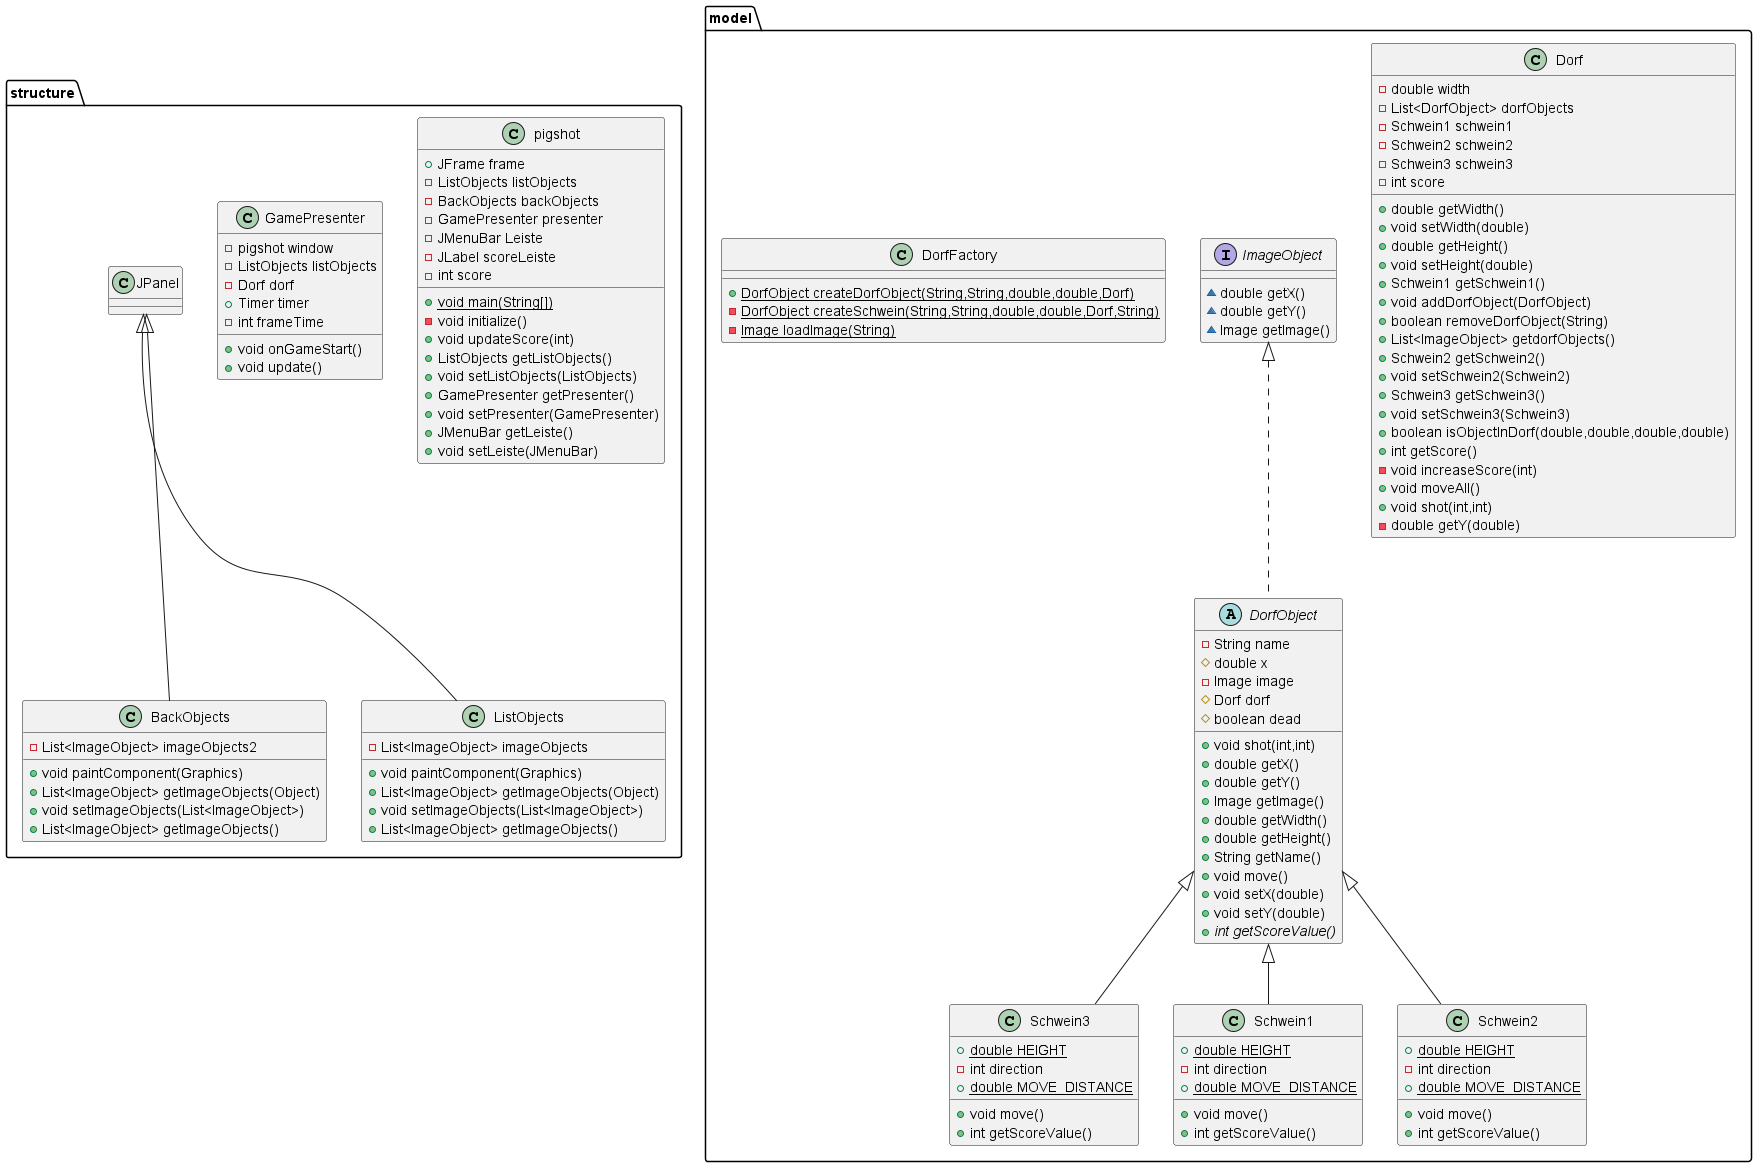 structure
C pigshot
JFrame frame
ListObjects listObjects
BackObjects backObjects
GamePresenter presenter
JMenuBar Leiste
JLabel scoreLeiste
int score
void main(String[])
void initialize()
void updateScore(int)
ListObjects getListObjects()
void setListObjects(ListObjects)
GamePresenter getPresenter()
void setPresenter(GamePresenter)
JMenuBar getLeiste()
void setLeiste(JMenuBar)
C GamePresenter
pigshot window
ListObjects listObjects
Dorf dorf
Timer timer
int frameTime
void onGameStart()
void update()
C JPanel
C BackObjects
List<ImageObject> imageObjects2
void paintComponent(Graphics)
List<ImageObject> getImageObjects(Object)
void setImageObjects(List<ImageObject>)
List<ImageObject> getImageObjects()
C ListObjects
List<ImageObject> imageObjects
void paintComponent(Graphics)
List<ImageObject> getImageObjects(Object)
void setImageObjects(List<ImageObject>)
List<ImageObject> getImageObjects()
model
C Dorf
double width
List<DorfObject> dorfObjects
Schwein1 schwein1
Schwein2 schwein2
Schwein3 schwein3
int score
double getWidth()
void setWidth(double)
double getHeight()
void setHeight(double)
Schwein1 getSchwein1()
void addDorfObject(DorfObject)
boolean removeDorfObject(String)
List<ImageObject> getdorfObjects()
Schwein2 getSchwein2()
void setSchwein2(Schwein2)
Schwein3 getSchwein3()
void setSchwein3(Schwein3)
boolean isObjectInDorf(double,double,double,double)
int getScore()
void increaseScore(int)
void moveAll()
void shot(int,int)
double getY(double)
C DorfFactory
DorfObject createDorfObject(String,String,double,double,Dorf)
DorfObject createSchwein(String,String,double,double,Dorf,String)
Image loadImage(String)
I ImageObject
double getX()
double getY()
Image getImage()
A DorfObject
String name
double x
Image image
Dorf dorf
boolean dead
void shot(int,int)
double getX()
double getY()
Image getImage()
double getWidth()
double getHeight()
String getName()
void move()
void setX(double)
void setY(double)
int getScoreValue()
C Schwein3
double HEIGHT
int direction
double MOVE_DISTANCE
void move()
int getScoreValue()
C Schwein1
double HEIGHT
int direction
double MOVE_DISTANCE
void move()
int getScoreValue()
C Schwein2
double HEIGHT
int direction
double MOVE_DISTANCE
void move()
int getScoreValue()